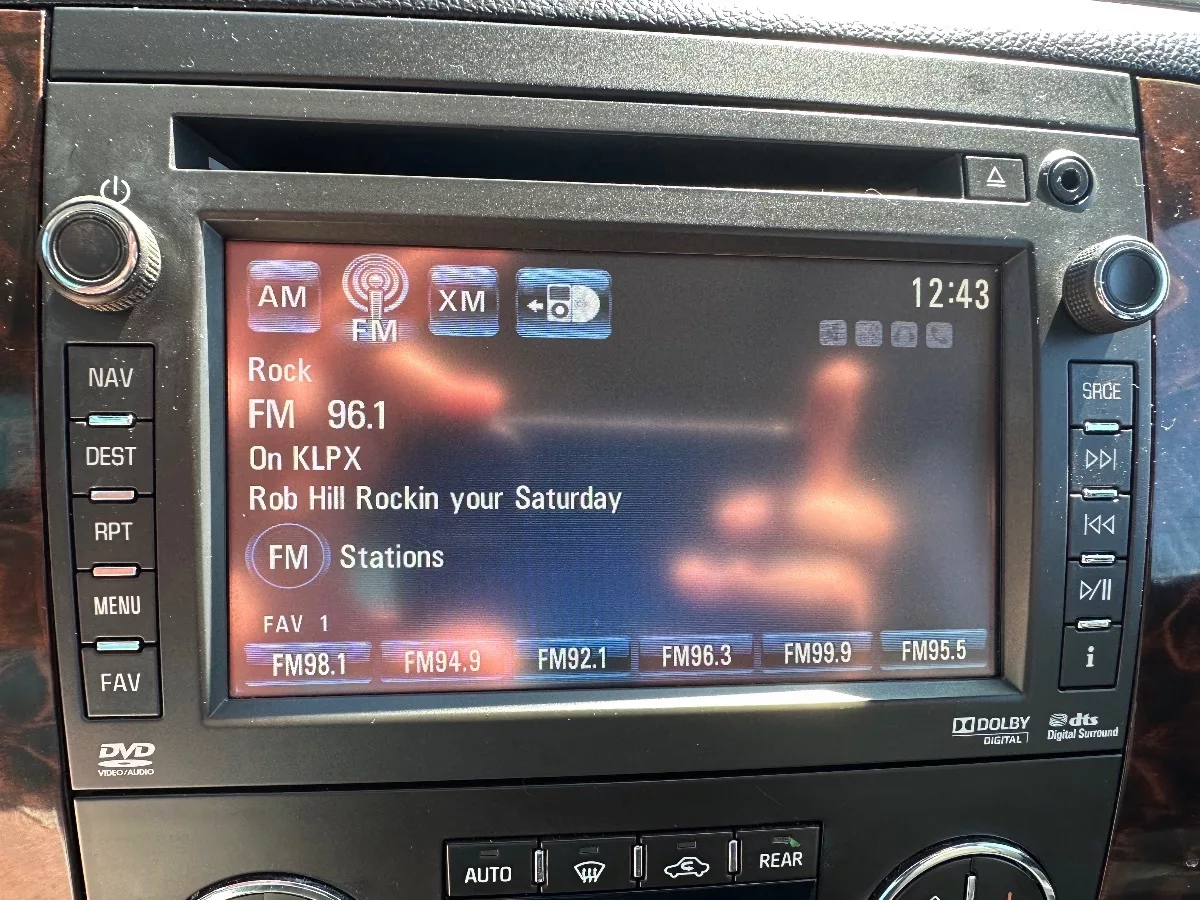 AM FM XM 12:43
Rock
FM 96.1
On KLPX
Rob Hill Rockin your Saturday
FM Stations
FAV 1
FM98.1 FM94.9 FM92.1 FM96.3 FM99.9 FM95.5
NAV
DEST
RPT
MENU
FAV
SRCE
i
DVD
VIDEO/AUDIO
DOLBY
DIGITAL
dts
Digital Surround
AUTO REAR